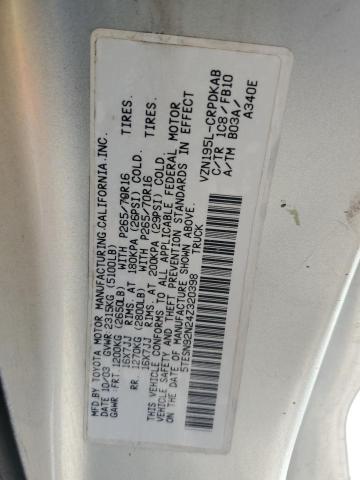 MFD BY TOYOTA MOTOR MANUFACTURING, CALIFORNIA, INC.
DATE 10/03 GVWR 2315KG (5100LB)
GAWR FRT 1200KG (2650LB) WITH P265/70R16
16X7JJ RIMS, AT 180KPA (26PSI) COLD.
RR 1270KG (2800LB) WITH P265/70R16
16X7JJ RIMS, AT 200KPA (29PSI) COLD.
THIS VEHICLE CONFORMS TO ALL APPLICABLE FEDERAL MOTOR
VEHICLE SAFETY AND THEFT PREVENTION STANDARDS IN EFFECT
ON THE DATE OF MANUFACTURE SHOWN ABOVE.
5TESN92N24Z320398 TRUCK
VZN195L-CRPDKAB
C/TR 1C8/FB10
A/TM B03A/
A340E